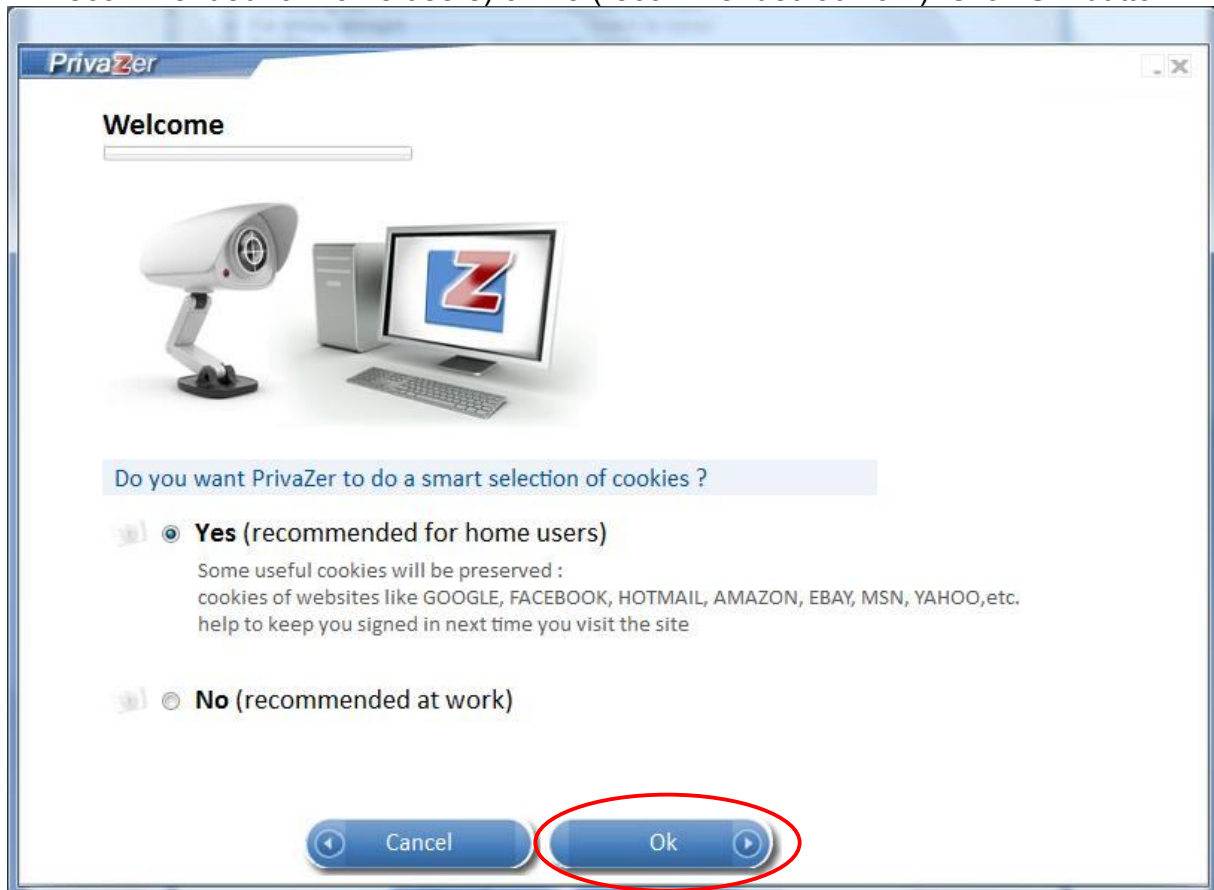 PrivaZer
Welcome
Do you want PrivaZer to do a smart selection of cookies ?
Yes (recommended for home users)
Some useful cookies will be preserved :
cookies of websites like GOOGLE, FACEBOOK, HOTMAIL, AMAZON, EBAY, MSN, YAHOO,etc.
help to keep you signed in next time you visit the site
No (recommended at work)
Cancel Ok